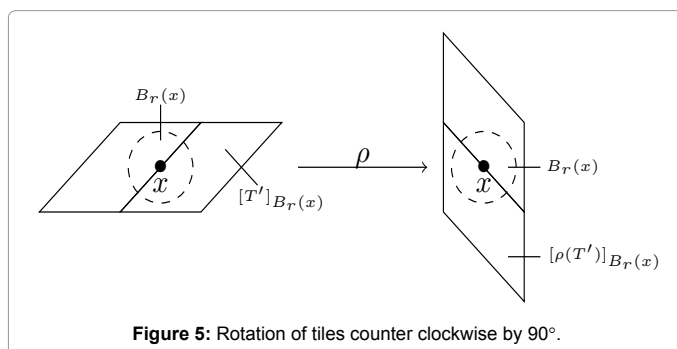 B_r(x)
x
[T′]_{B_r(x)}
ρ
x
B_r(x)
[ρ(T′)]_{B_r(x)}
Figure 5: Rotation of tiles counter clockwise by 90°.